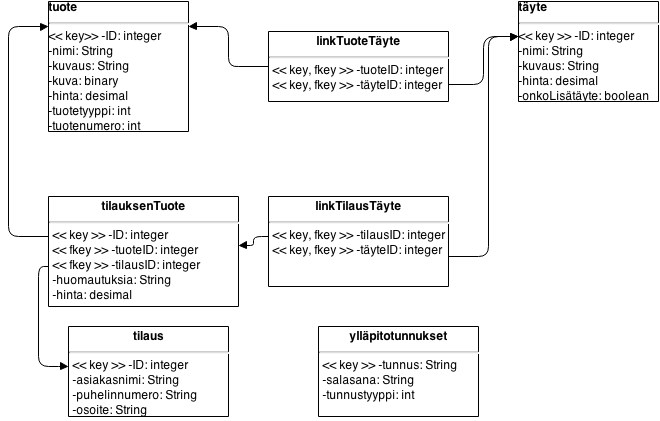 tuote
<< key>> -ID: integer
-nimi: String
-kuvaus: String
-kuva: binary
-hinta: desimal
-tuotetyyppi: int
-tuotenumero: int
linkTuoteTäyte
<< key, fkey >> -tuoteID: integer
<< key, fkey >> -täyteID: integer
täyte
<< key >> -ID: integer
-nimi: String
-kuvaus: String
-hinta: desimal
-onkoLisätäyte: boolean
tilauksenTuote
<< key >> -ID: integer
<< fkey >> -tuoteID: integer
<< fkey >> -tilausID: integer
-huomautuksia: String
-hinta: desimal
linkTilausTäyte
<< key, fkey >> -tilausID: integer
<< key, fkey >> -täyteID: integer
tilaus
<< key >> -ID: integer
-asiakasnimi: String
-puhelinnumero: String
-osoite: String
ylläpitotunnukset
<< key >> -tunnus: String
-salasana: String
-tunnustyyppi: int